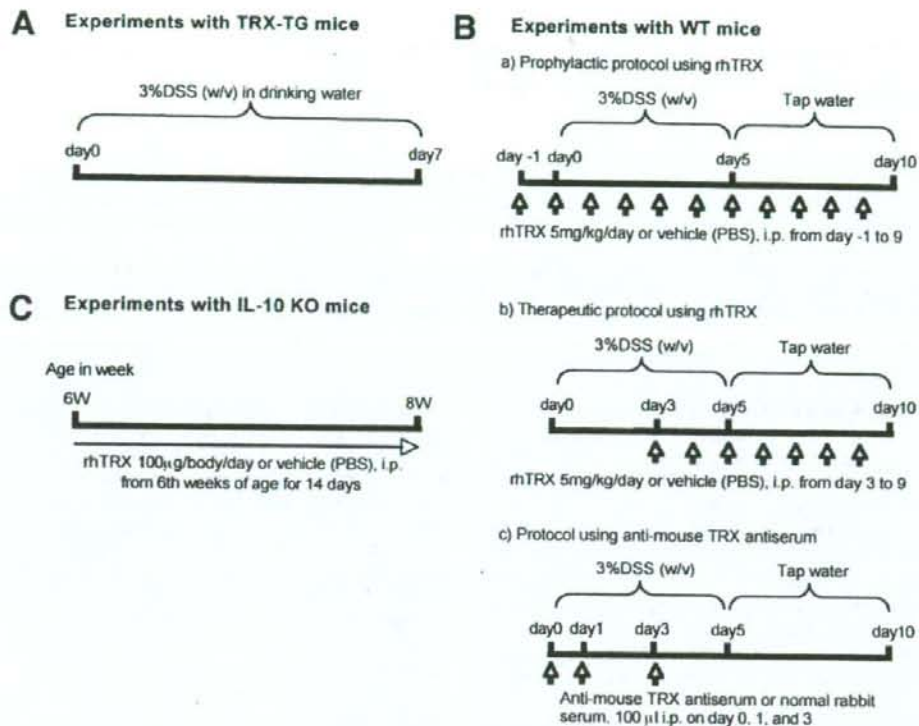 A Experiments with TRX-TG mice
3%DSS (w/v) in drinking water
day0 day7
B Experiments with WT mice
a) Prophylactic protocol using rhTRX
3%DSS (w/v) Tap water
day -1 day0 day5 day10
rhTRX 5mg/kg/day or vehicle (PBS), i.p. from day -1 to 9
C Experiments with IL-10 KO mice
Age in week
6W 8W
rhTRX 100μg/body/day or vehicle (PBS), i.p.
from 6th weeks of age for 14 days
b) Therapeutic protocol using rhTRX
3%DSS (w/v) Tap water
day0 day3 day5 day10
rhTRX 5mg/kg/day or vehicle (PBS), i.p. from day 3 to 9
c) Protocol using anti-mouse TRX antiserum
3%DSS (w/v) Tap water
day0 day1 day3 day5 day10
Anti-mouse TRX antiserum or normal rabbit
serum, 100 μl i.p. on day 0, 1, and 3